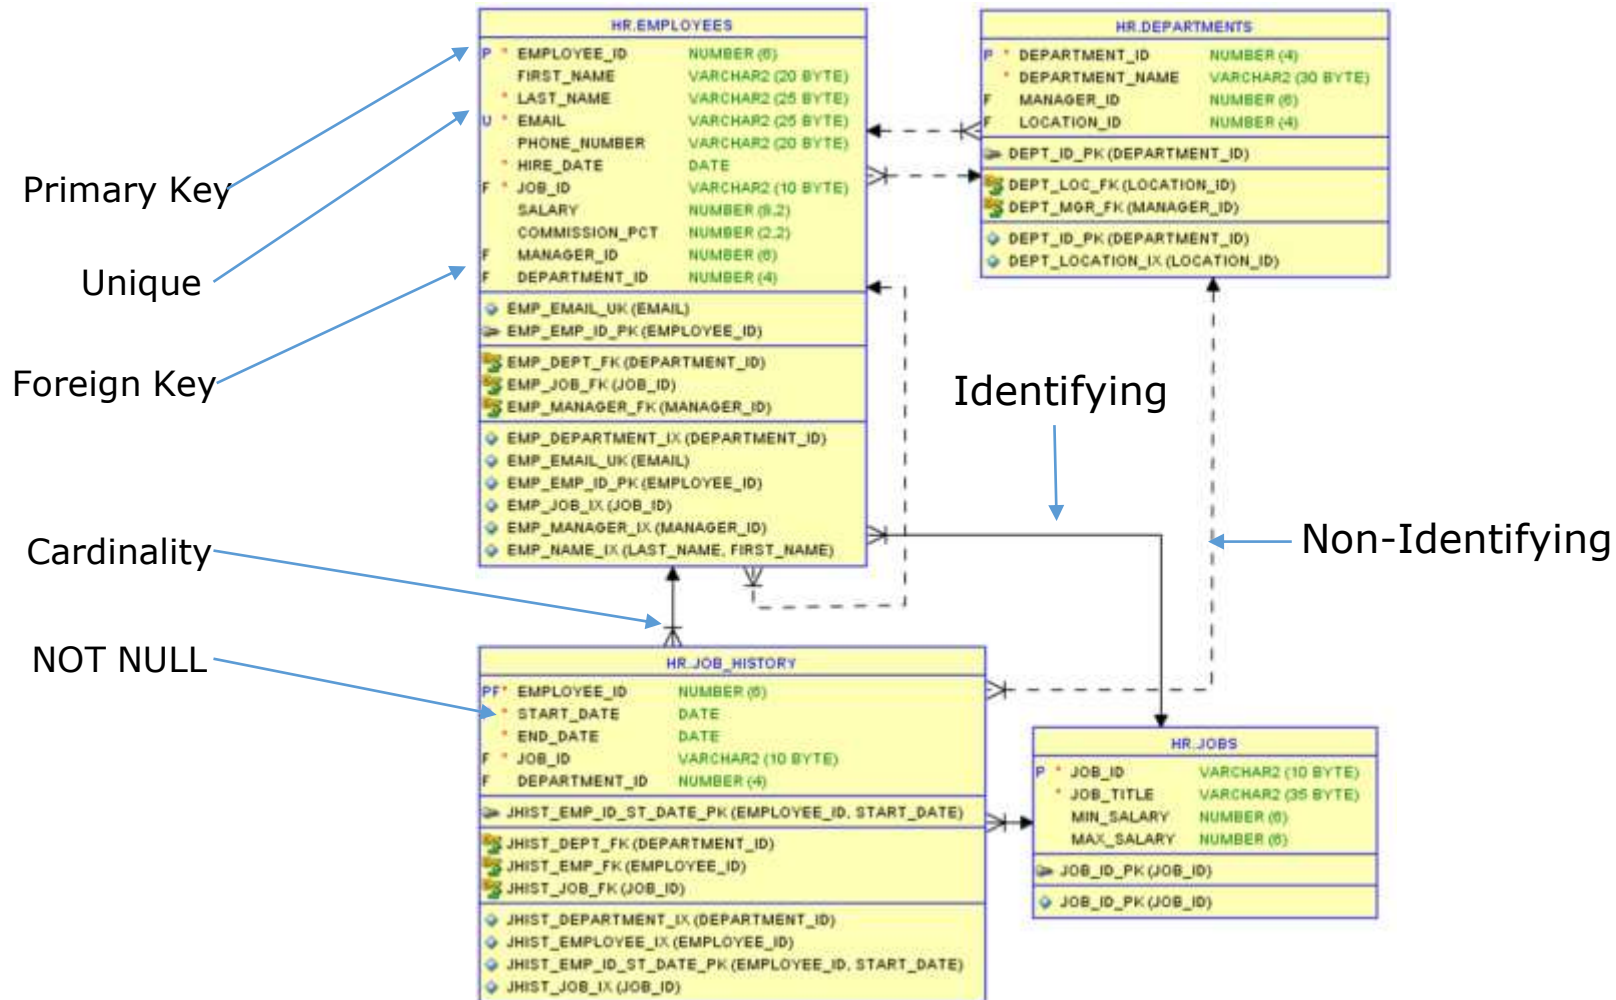 Primary Key
Unique
Foreign Key
Cardinality
NOT NULL
HR.EMPLOYEES
P * EMPLOYEE_ID NUMBER (6)
FIRST_NAME VARCHAR2 (20 BYTE)
* LAST_NAME VARCHAR2 (25 BYTE)
U * EMAIL VARCHAR2 (25 BYTE)
PHONE_NUMBER VARCHAR2 (20 BYTE)
* HIRE_DATE DATE
F * JOB_ID VARCHAR2 (10 BYTE)
SALARY NUMBER (8,2)
COMMISSION_PCT NUMBER (2,2)
F MANAGER_ID NUMBER (6)
F DEPARTMENT_ID NUMBER (4)
EMP_EMAIL_UK (EMAIL)
EMP_EMP_ID_PK (EMPLOYEE_ID)
EMP_DEPT_FK (DEPARTMENT_ID)
EMP_JOB_FK (JOB_ID)
EMP_MANAGER_FK (MANAGER_ID)
EMP_DEPARTMENT_IX (DEPARTMENT_ID)
EMP_EMAIL_UK (EMAIL)
EMP_EMP_ID_PK (EMPLOYEE_ID)
EMP_JOB_IX (JOB_ID)
EMP_MANAGER_IX (MANAGER_ID)
EMP_NAME_IX (LAST_NAME, FIRST_NAME)
HR.DEPARTMENTS
P * DEPARTMENT_ID NUMBER (4)
* DEPARTMENT_NAME VARCHAR2 (30 BYTE)
F MANAGER_ID NUMBER (6)
F LOCATION_ID NUMBER (4)
DEPT_ID_PK (DEPARTMENT_ID)
DEPT_LOC_FK (LOCATION_ID)
DEPT_MGR_FK (MANAGER_ID)
DEPT_ID_PK (DEPARTMENT_ID)
DEPT_LOCATION_IX (LOCATION_ID)
Identifying
Non-Identifying
HR.JOB_HISTORY
PF * EMPLOYEE_ID NUMBER (6)
P * START_DATE DATE
* END_DATE DATE
F * JOB_ID VARCHAR2 (10 BYTE)
F DEPARTMENT_ID NUMBER (4)
JHIST_EMP_ID_ST_DATE_PK (EMPLOYEE_ID, START_DATE)
JHIST_DEPT_FK (DEPARTMENT_ID)
JHIST_EMP_FK (EMPLOYEE_ID)
JHIST_JOB_FK (JOB_ID)
JHIST_DEPARTMENT_IX (DEPARTMENT_ID)
JHIST_EMPLOYEE_IX (EMPLOYEE_ID)
JHIST_EMP_ID_ST_DATE_PK (EMPLOYEE_ID, START_DATE)
JHIST_JOB_IX (JOB_ID)
HR.JOBS
P * JOB_ID VARCHAR2 (10 BYTE)
* JOB_TITLE VARCHAR2 (35 BYTE)
MIN_SALARY NUMBER (6)
MAX_SALARY NUMBER (6)
JOB_ID_PK (JOB_ID)
JOB_ID_PK (JOB_ID)